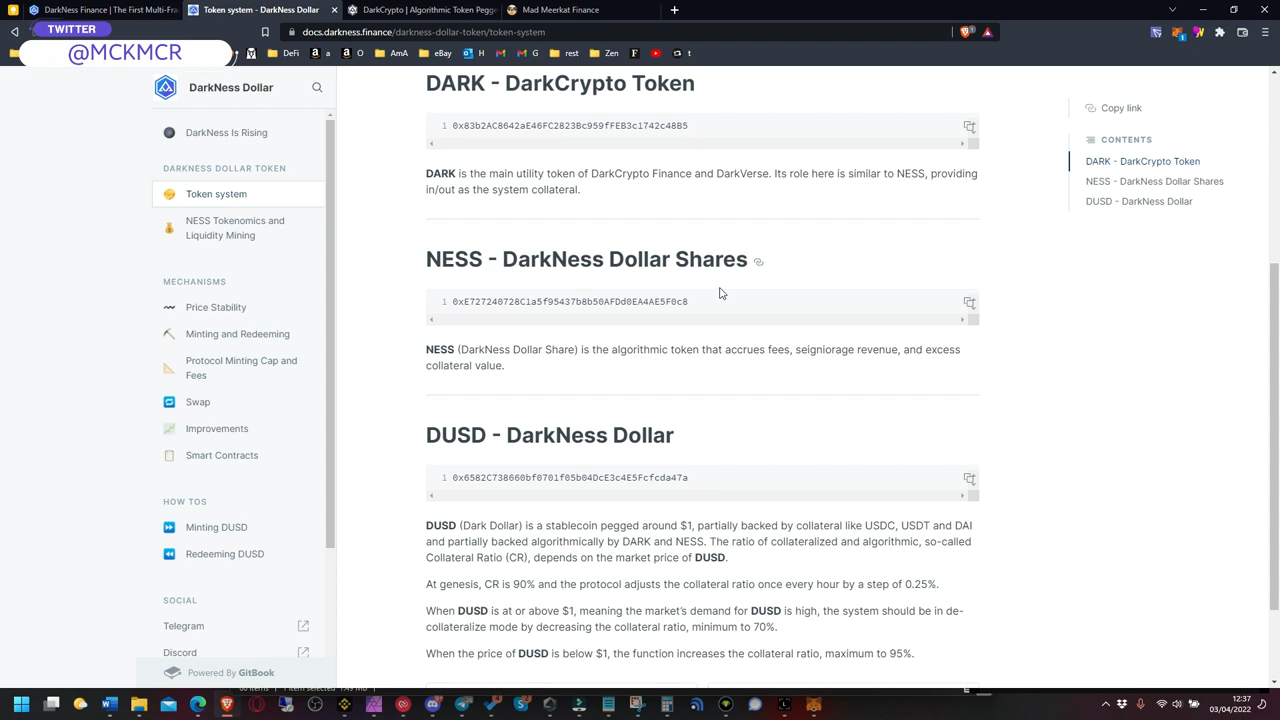 Automation | The First Multi-Fra
Token System - DarkNess Dollar
DarkCrypto | Algorithmic Token Pegg
Mad Meerkat Finance
TWITTER
@MCKMCR
docs.darkness.finance/darkness-dollar-token/token-system
DeFi
a
O
AmA
eBay
H
M
G
rest
Zen
F
t
DarkNess Dollar
DarkNess Is Rising
DARKNESS DOLLAR TOKEN
Token system
NESS Tokenomics and
Liquidity Mining
MECHANISMS
Price Stability
Minting and Redeeming
Protocol Minting Cap and
Fees
Swap
Improvements
Smart Contracts
HOW TOS
Minting DUSD
Redeeming DUSD
SOCIAL
Telegram
Discord
Powered By GitBook
DARK - DarkCrypto Token
1 0x83b2AC8642aE46FC2823Bc959fFEB3c1742c48B5
DARK is the main utility token of DarkCrypto Finance and DarkVerse. Its role here is similar to NESS, providing
in/out as the system collateral.
NESS - DarkNess Dollar Shares
1 0xE727240728C1a5f95437b8b50AFDd0EA4AE5F0c8
NESS (DarkNess Dollar Share) is the algorithmic token that accrues fees, seigniorage revenue, and excess
collateral value.
DUSD - DarkNess Dollar
1 0x6582C738660bf0701f05b04DcE3c4E5Fcfcda47a
DUSD (Dark Dollar) is a stablecoin pegged around $1, partially backed by collateral like USDC, USDT and DAI
and partially backed algorithmically by DARK and NESS. The ratio of collateralized and algorithmic, so-called
Collateral Ratio (CR), depends on the market price of DUSD.
At genesis, CR is 90% and the protocol adjusts the collateral ratio once every hour by a step of 0.25%.
When DUSD is at or above $1, meaning the market's demand for DUSD is high, the system should be in de-
collateralize mode by decreasing the collateral ratio, minimum to 70%.
When the price of DUSD is below $1, the function increases the collateral ratio, maximum to 95%.
Copy link
CONTENTS
DARK - DarkCrypto Token
NESS - DarkNess Dollar Shares
DUSD - DarkNess Dollar
12:37
03/04/2022